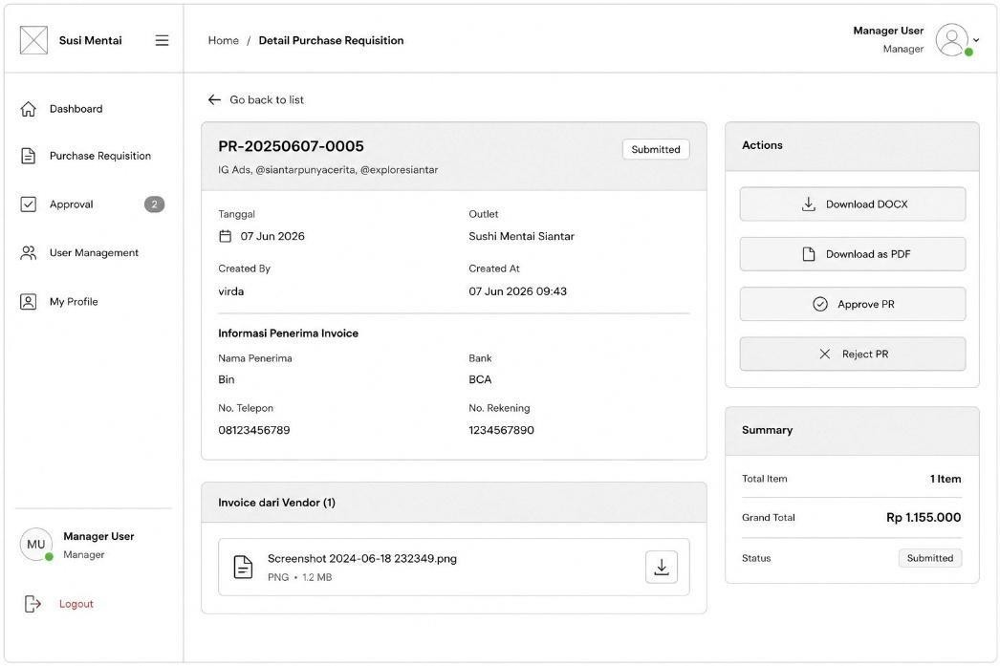 Susi Mentai
Home / Detail Purchase Requisition
Manager User
Manager
Dashboard
Purchase Requisition
Approval 2
User Management
My Profile
MU
Manager User
Manager
Logout
Go back to list
PR-20250607-0005
Submitted
IG Ads, @siantarpunyacerita, @exploresiantar
Tanggal
07 Jun 2026
Outlet
Sushi Mentai Siantar
Created By
virda
Created At
07 Jun 2026 09:43
Informasi Penerima Invoice
Nama Penerima
Bin
Bank
BCA
No. Telepon
08123456789
No. Rekening
1234567890
Invoice dari Vendor (1)
Screenshot 2024-06-18 232349.png
PNG • 1.2 MB
Actions
Download DOCX
Download as PDF
Approve PR
Reject PR
Summary
Total Item 1 Item
Grand Total Rp 1.155.000
Status Submitted